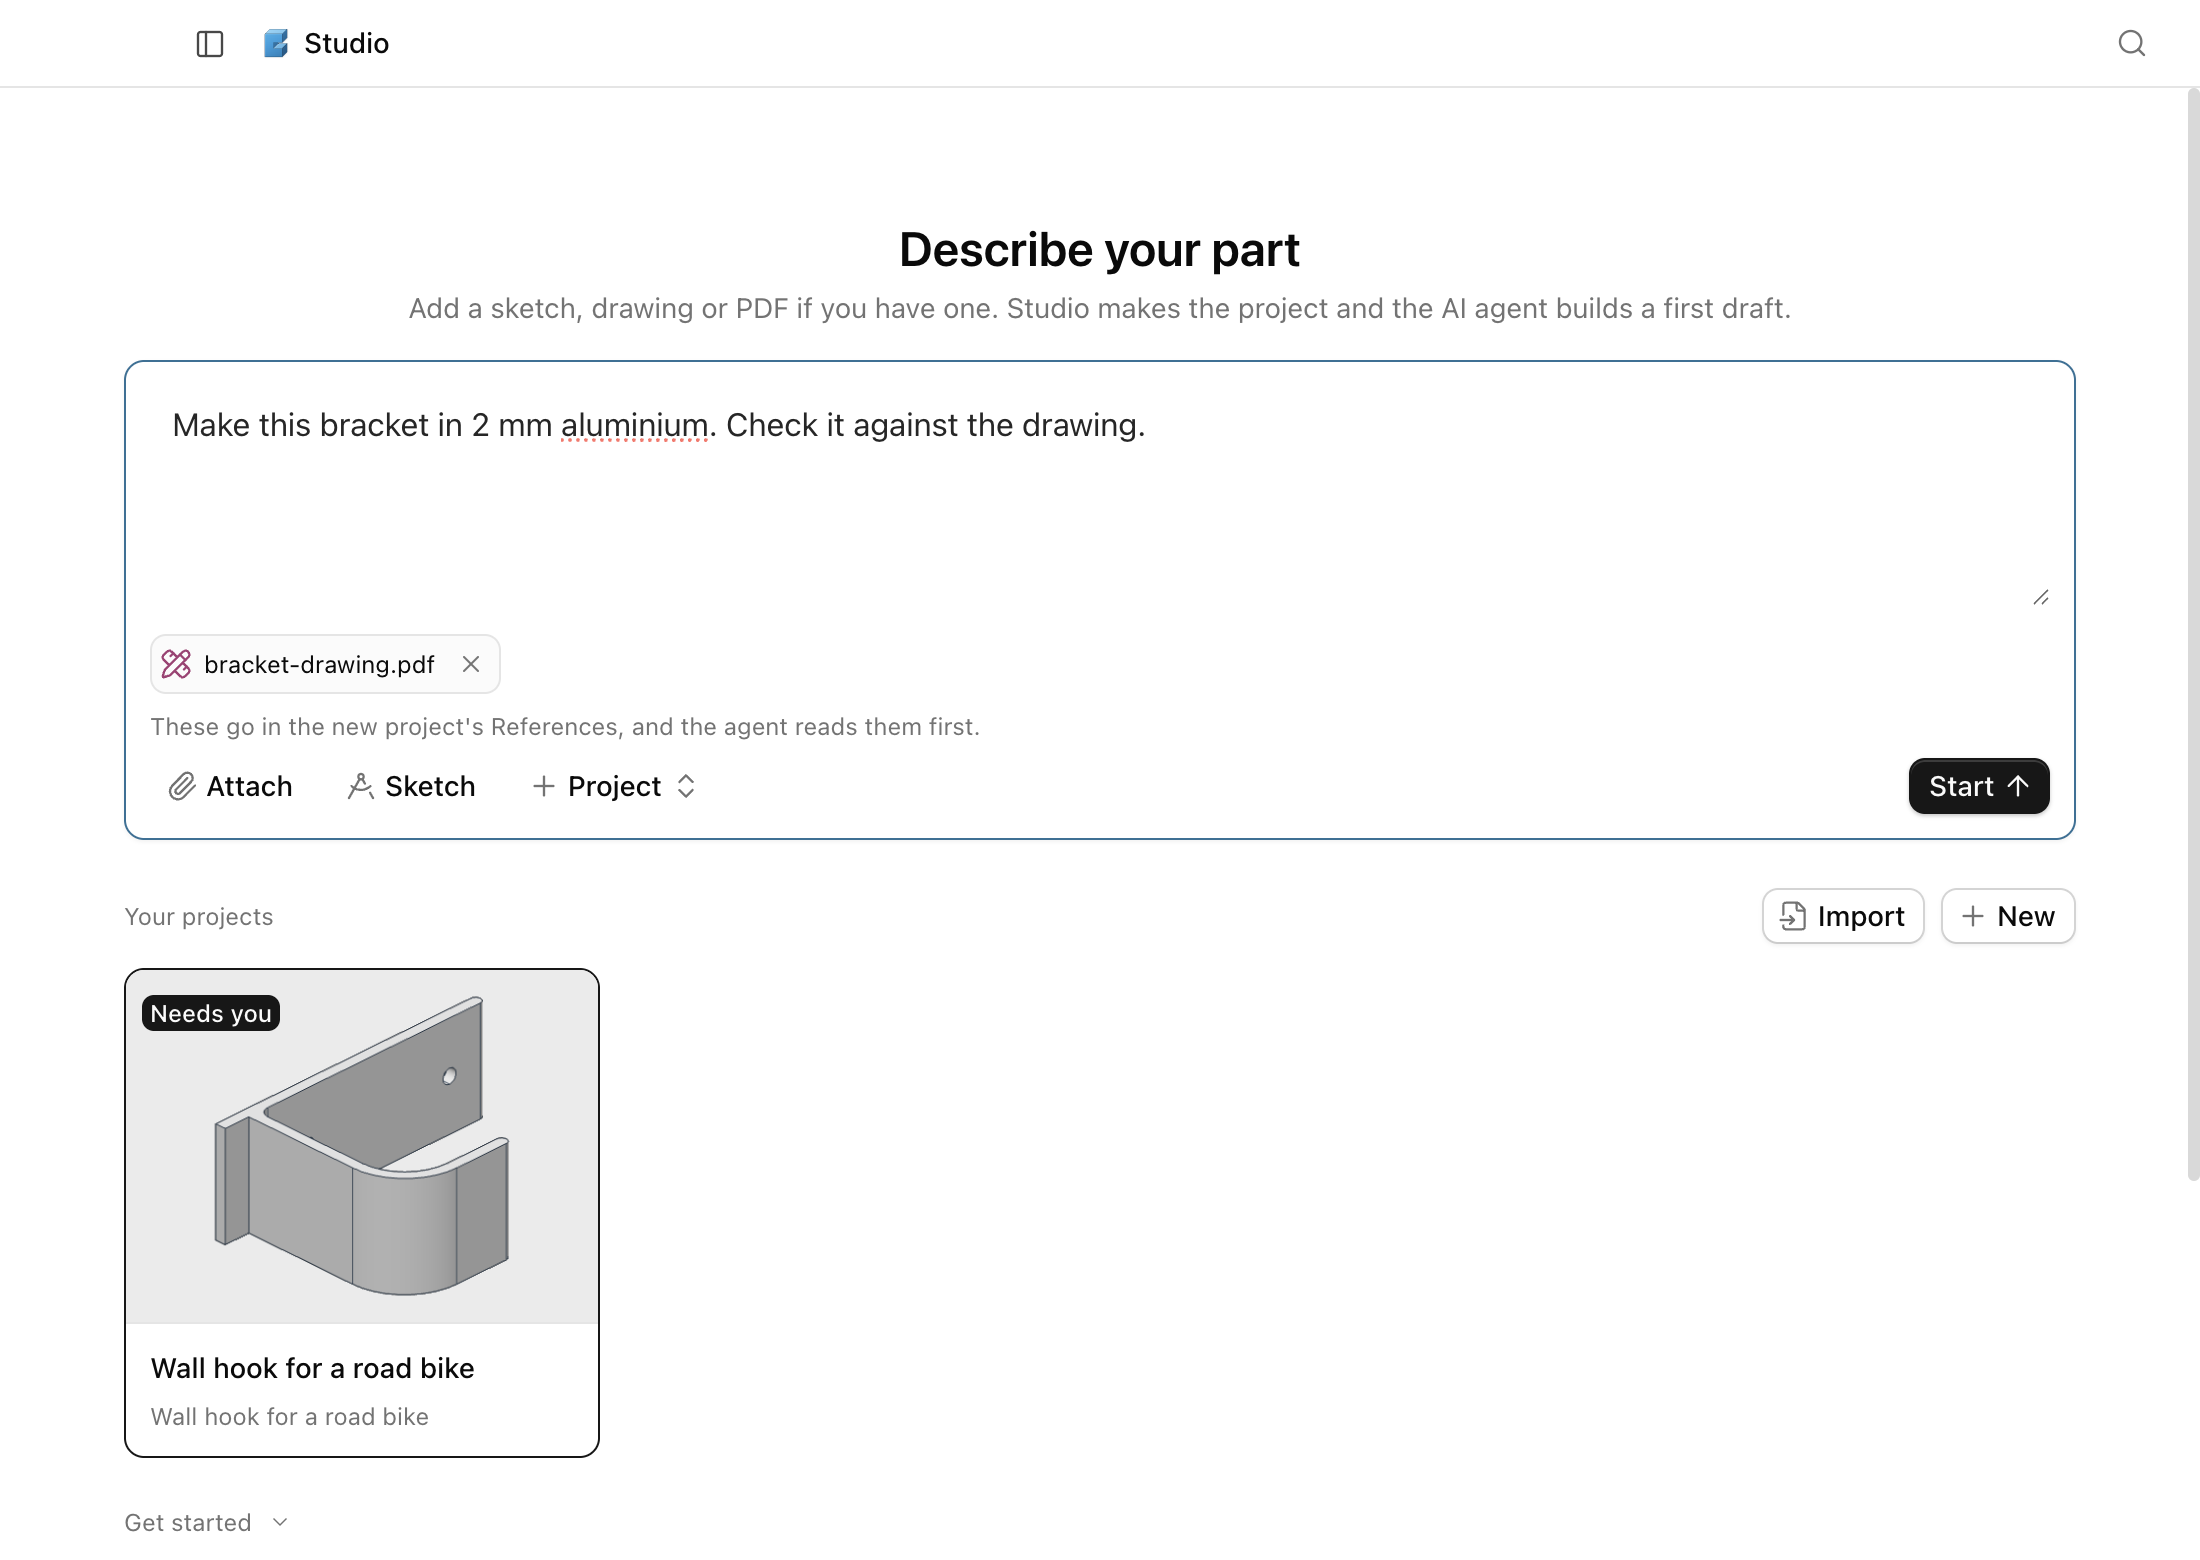 Studio
Describe your part
Add a sketch, drawing or PDF if you have one. Studio makes the project and the AI agent builds a first draft.
Make this bracket in 2 mm aluminium. Check it against the drawing.
bracket-drawing.pdf
These go in the new project's References, and the agent reads them first.
Attach
Sketch
Project
Start
Your projects
Import
New
Needs you
Wall hook for a road bike
Wall hook for a road bike
Get started